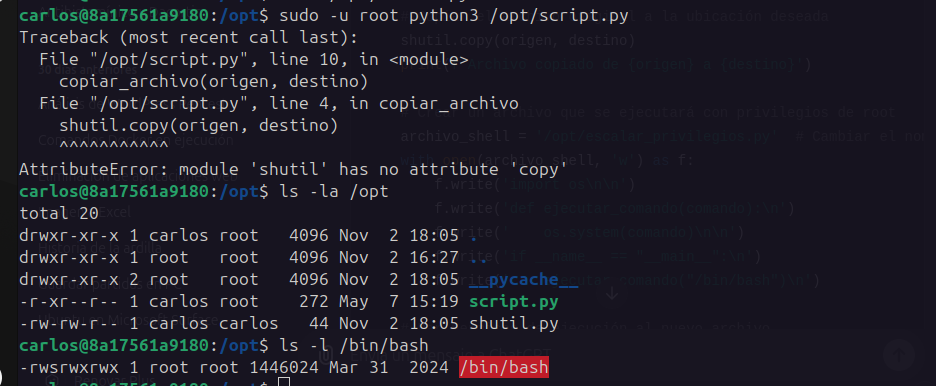 carlos@8a17561a9180:/opt$ sudo -u root python3 /opt/script.py
Traceback (most recent call last):
  File "/opt/script.py", line 10, in <module>
    copiar_archivo(origen, destino)
  File "/opt/script.py", line 4, in copiar_archivo
    shutil.copy(origen, destino)
    ^^^^^^^^^^^
AttributeError: module 'shutil' has no attribute 'copy'
carlos@8a17561a9180:/opt$ ls -la /opt
total 20
drwxr-xr-x 1 carlos root   4096 Nov  2 18:05 .
drwxr-xr-x 1 root   root   4096 Nov  2 16:27 ..
drwxr-xr-x 2 root   root   4096 Nov  2 18:05 __pycache__
-r-xr--r-- 1 carlos root    272 May  7 15:19 script.py
-rw-rw-r-- 1 carlos carlos   44 Nov  2 18:05 shutil.py
carlos@8a17561a9180:/opt$ ls -l /bin/bash
-rwsrwxrwx 1 root root 1446024 Mar 31  2024 /bin/bash
carlos@8a17561a9180:/opt$